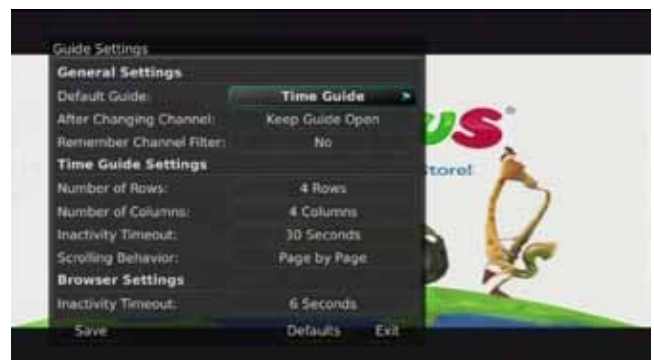 Guide Settings
General Settings
Default Guide: Time Guide >
After Changing Channel: Keep Guide Open
Remember Channel Filter: No
Time Guide Settings
Number of Rows: 4 Rows
Number of Columns: 4 Columns
Inactivity Timeout: 30 Seconds
Scrolling Behavior: Page by Page
Browser Settings
Inactivity Timeout: 6 Seconds
Save Defaults Exit
us
Store!